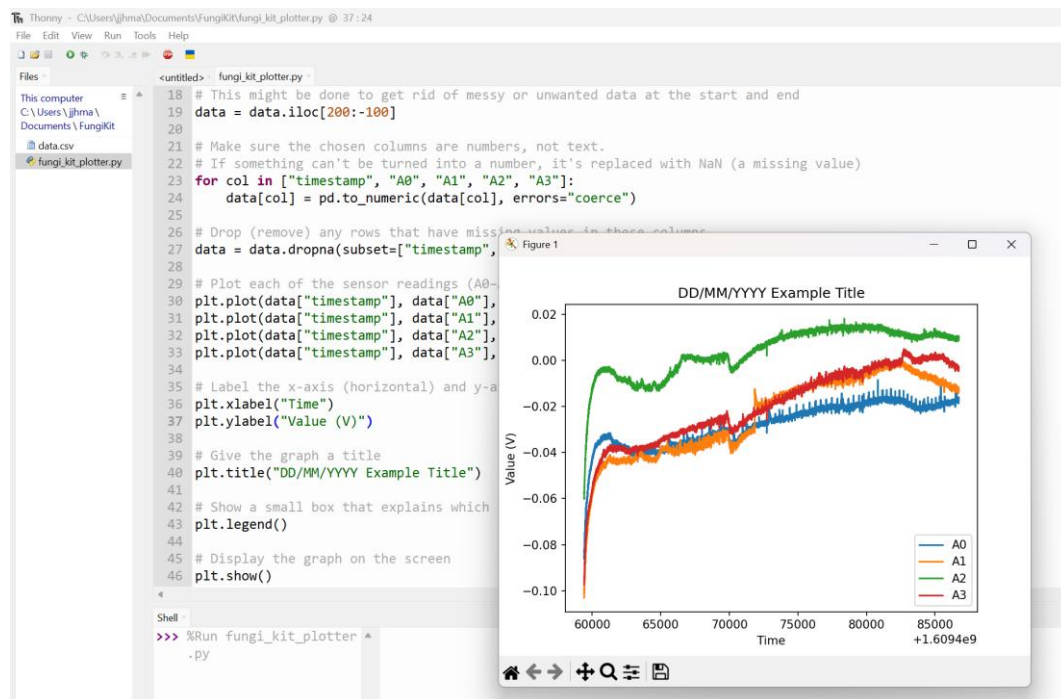 Thonny - C:\Users\jjhma\Documents\FungiKit\fungi_kit_plotter.py @ 37:24
File Edit View Run Tools Help
Files
This computer
C:\Users\jjhma\
Documents\FungiKit
data.csv
fungi_kit_plotter.py
<untitled> fungi_kit_plotter.py
18 # This might be done to get rid of messy or unwanted data at the start and end
19 data = data.iloc[200:-100]
20
21 # Make sure the chosen columns are numbers, not text.
22 # If something can't be turned into a number, it's replaced with NaN (a missing value)
23 for col in ["timestamp", "A0", "A1", "A2", "A3"]:
24 data[col] = pd.to_numeric(data[col], errors="coerce")
25
26 # Drop (remove) any rows that have missing values in these columns
27 data = data.dropna(subset=["timestamp",
28
29 # Plot each of the sensor readings (A0-
30 plt.plot(data["timestamp"], data["A0"],
31 plt.plot(data["timestamp"], data["A1"],
32 plt.plot(data["timestamp"], data["A2"],
33 plt.plot(data["timestamp"], data["A3"],
34
35 # Label the x-axis (horizontal) and y-a
36 plt.xlabel("Time")
37 plt.ylabel("Value (V)")
38
39 # Give the graph a title
40 plt.title("DD/MM/YYYY Example Title")
41
42 # Show a small box that explains which
43 plt.legend()
44
45 # Display the graph on the screen
46 plt.show()
Shell
>>> %Run fungi_kit_plotter
.py
Figure 1
DD/MM/YYYY Example Title
Value (V)
0.02
0.00
−0.02
−0.04
−0.06
−0.08
−0.10
A0
A1
A2
A3
60000 65000 70000 75000 80000 85000
Time
+1.6094e9